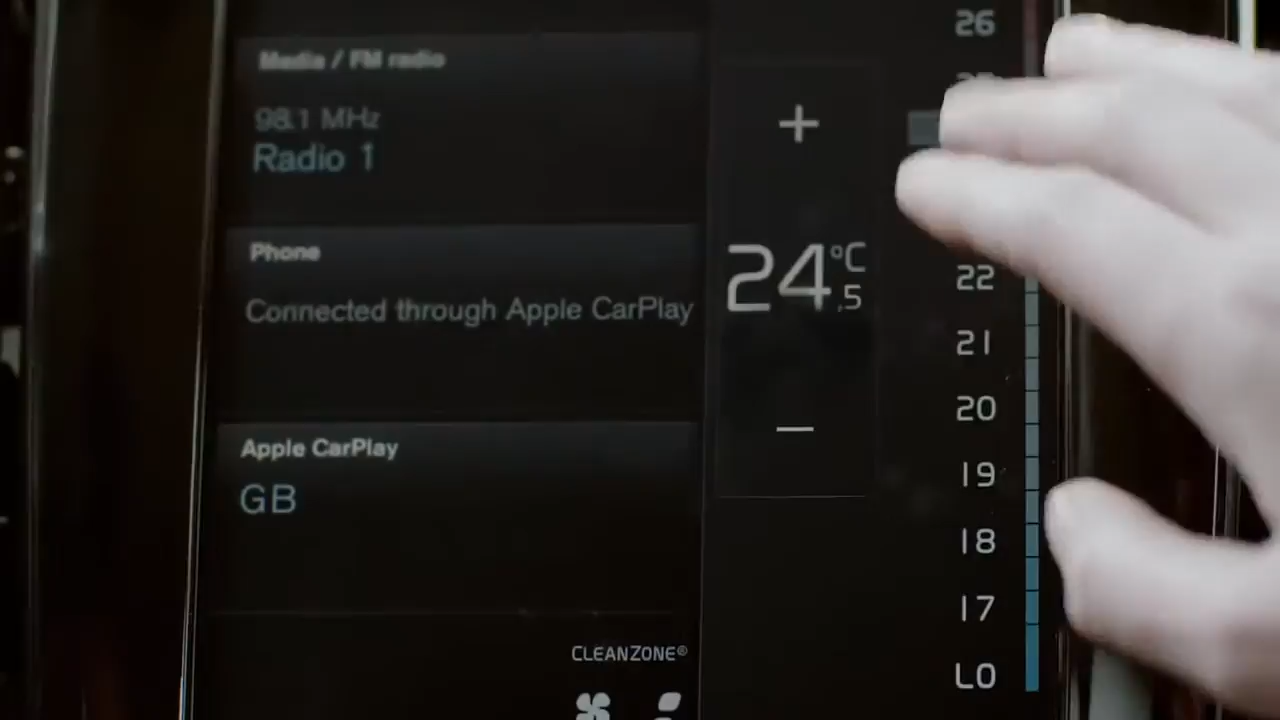 Media / FM radio
98.1 MHz
Radio 1
Phone
Connected through Apple CarPlay
Apple CarPlay
GB
CLEANZONE®
+
24,5 °C
–
26
22
21
20
19
18
17
LO